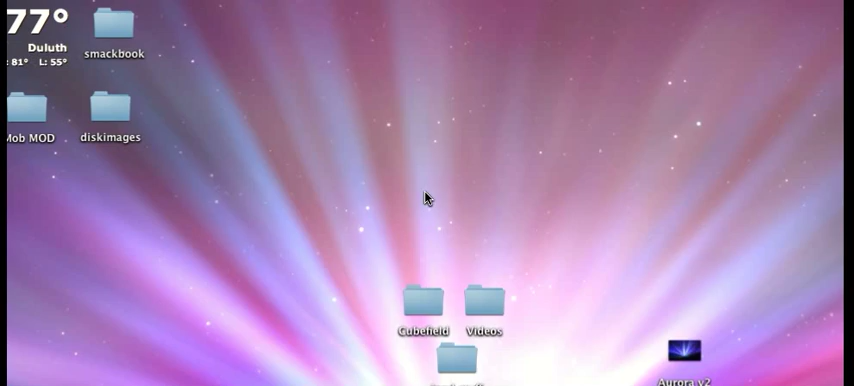 77°
Duluth
: 81° L: 55°
smackbook
Mob MOD
diskimages
Cubefield
Videos
Aurora v2